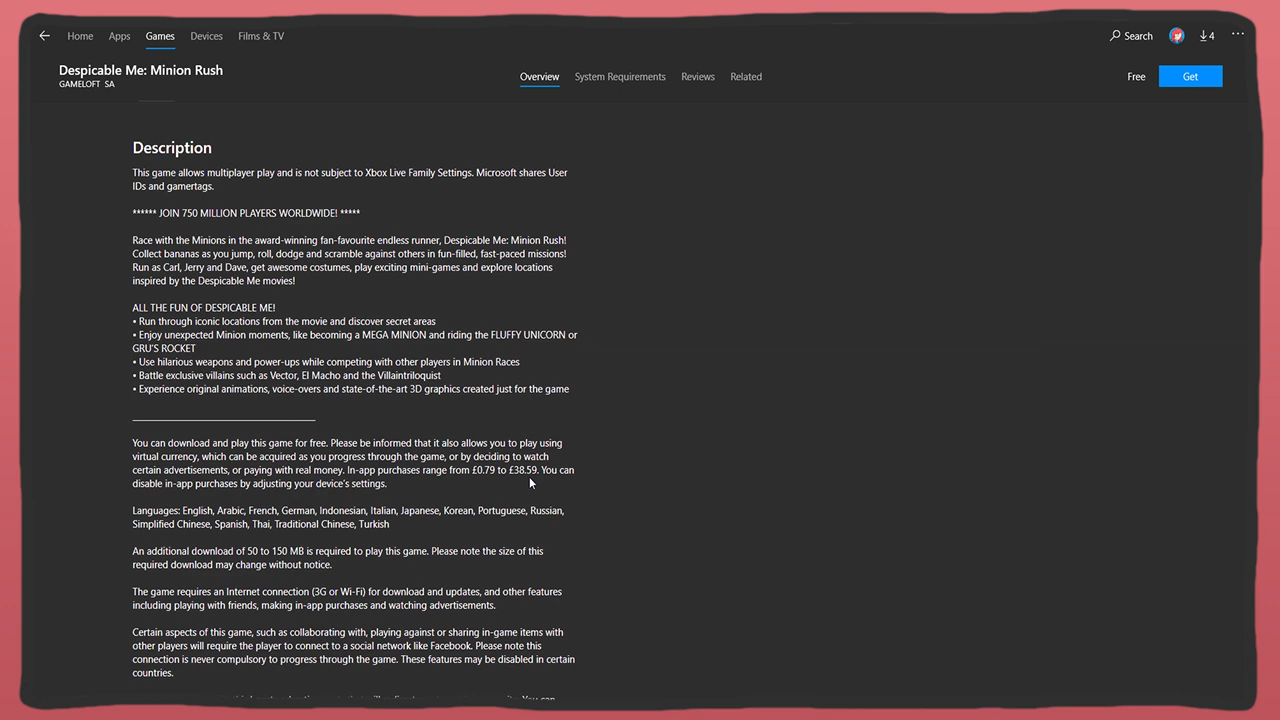 Home Apps Games Devices Films & TV Search 4
Despicable Me: Minion Rush
GAMELOFT SA
Overview System Requirements Reviews Related Free Get
Description
This game allows multiplayer play and is not subject to Xbox Live Family Settings. Microsoft shares User
IDs and gamertags.
****** JOIN 750 MILLION PLAYERS WORLDWIDE! *****
Race with the Minions in the award-winning fan-favourite endless runner, Despicable Me: Minion Rush!
Collect bananas as you jump, roll, dodge and scramble against others in fun-filled, fast-paced missions!
Run as Carl, Jerry and Dave, get awesome costumes, play exciting mini-games and explore locations
inspired by the Despicable Me movies!
ALL THE FUN OF DESPICABLE ME!
• Run through iconic locations from the movie and discover secret areas
• Enjoy unexpected Minion moments, like becoming a MEGA MINION and riding the FLUFFY UNICORN or
GRU'S ROCKET
• Use hilarious weapons and power-ups while competing with other players in Minion Races
• Battle exclusive villains such as Vector, El Macho and the Villaintriloquist
• Experience original animations, voice-overs and state-of-the-art 3D graphics created just for the game
You can download and play this game for free. Please be informed that it also allows you to play using
virtual currency, which can be acquired as you progress through the game, or by deciding to watch
certain advertisements, or paying with real money. In-app purchases range from £0.79 to £38.59. You can
disable in-app purchases by adjusting your device's settings.
Languages: English, Arabic, French, German, Indonesian, Italian, Japanese, Korean, Portuguese, Russian,
Simplified Chinese, Spanish, Thai, Traditional Chinese, Turkish
An additional download of 50 to 150 MB is required to play this game. Please note the size of this
required download may change without notice.
The game requires an Internet connection (3G or Wi-Fi) for download and updates, and other features
including playing with friends, making in-app purchases and watching advertisements.
Certain aspects of this game, such as collaborating with, playing against or sharing in-game items with
other players will require the player to connect to a social network like Facebook. Please note this
connection is never compulsory to progress through the game. These features may be disabled in certain
countries.